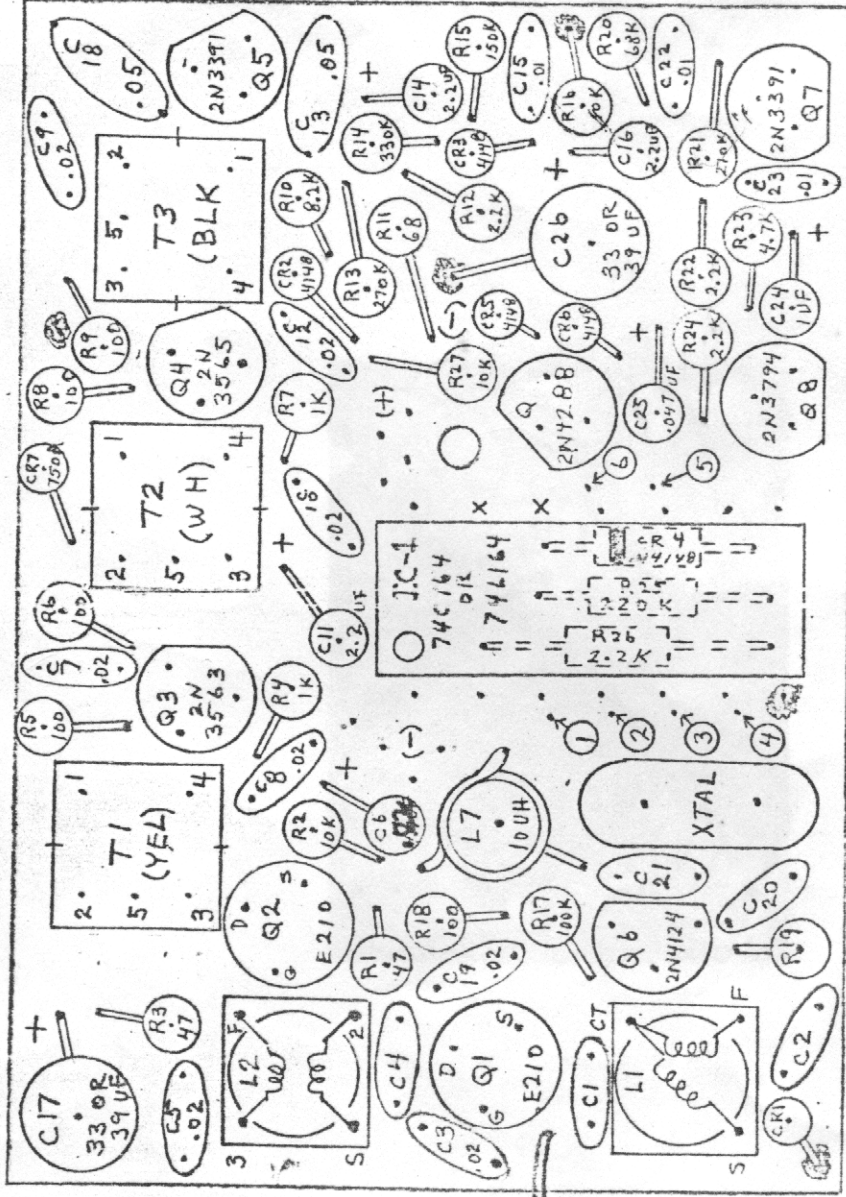 C17
33 OR
39 UF
+
R3
47
C5
.02
T1
(YEL)
2
5
3
1
4
R5
100
C7
.02
R6
100
Q3
2N
3563
T2
(WH)
2
5
3
1
4
CR7
R8
100
R9
100
Q4
2N
3565
T3
(BLK
3
5
2
4
1
C9
.02
C
18
.05
2N3391
Q5
C
13
.05
3
F
L2
S
2
Q2
E210
D
S
G
R2
10K
C8
.02
R4
1K
C11
2.2
UF
+
C
10
.02
R7
1K
C
12
.02
CR2
4148
R10
8.2K
R13
270K
R11
68
R14
330K
+
C14
2.2UF
R15
150K
CR3
4148
R12
2.2K
C15
.01
R16
10K
R20
68K
C22
.01
+
C16
2.2UF
R21
270K
2N3391
Q7
C
23
.01
C4
C3
.02
D
Q1
G
S
E210
R1
47
C
19
.02
R18
100
C6
+
(-)
L7
10UH
R17
100K
IC-1
74C164
OR
74L164
CR4
R26
2.2K
X
X
(+)
R27
10K
(-)
C26
33 OR
39 UF
+
CR5
4148
CR6
4148
Q
2N4288
C25
.047
UF
+
R22
2.2K
R23
4.7K
R24
2.2K
C24
1UF
+
2N3794
Q8
6
5
1
2
3
4
C1
CT
L1
S
F
C2
CR1
Q6
2N4124
C
21
C
20
R19
XTAL